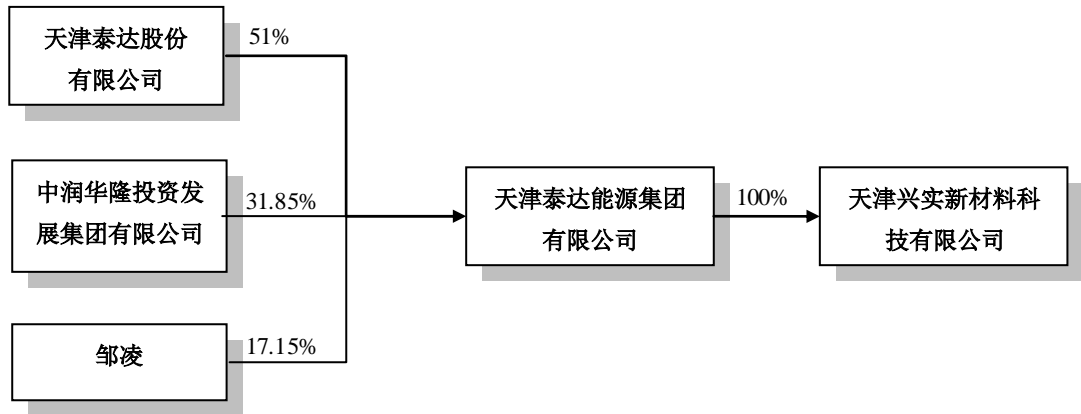 天津泰达股份
有限公司
51%
中润华隆投资发
展集团有限公司
31.85%
邹凌
17.15%
天津泰达能源集团
有限公司
100%
天津兴实新材料科
技有限公司